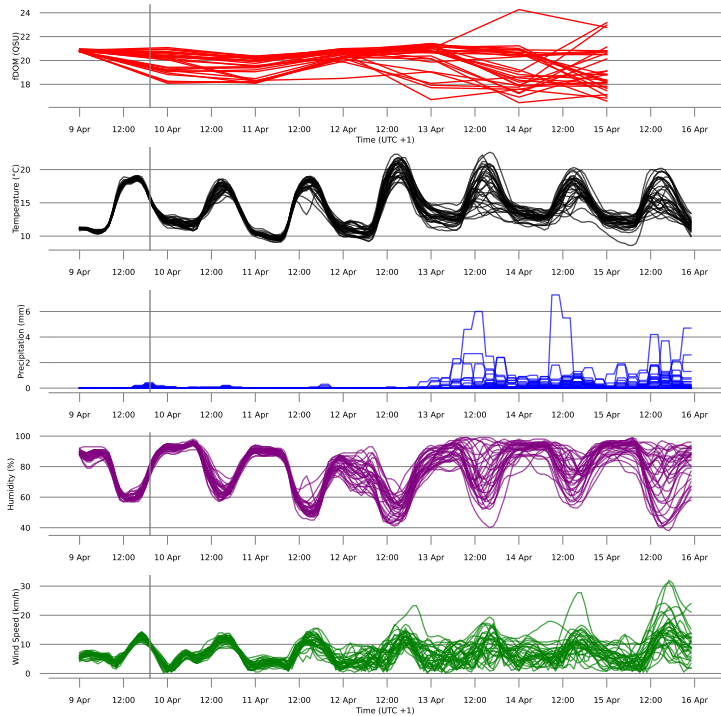 24
22
20
18
fDOM (QSU)
9 Apr 12:00 10 Apr 12:00 11 Apr 12:00 12 Apr 12:00 13 Apr 12:00 14 Apr 12:00 15 Apr 12:00 16 Apr
Time (UTC +1)
20
15
10
Temperature (°C)
9 Apr 12:00 10 Apr 12:00 11 Apr 12:00 12 Apr 12:00 13 Apr 12:00 14 Apr 12:00 15 Apr 12:00 16 Apr
6
4
2
0
Precipitation (mm)
9 Apr 12:00 10 Apr 12:00 11 Apr 12:00 12 Apr 12:00 13 Apr 12:00 14 Apr 12:00 15 Apr 12:00 16 Apr
100
80
60
40
Humidity (%)
9 Apr 12:00 10 Apr 12:00 11 Apr 12:00 12 Apr 12:00 13 Apr 12:00 14 Apr 12:00 15 Apr 12:00 16 Apr
30
20
10
0
Wind Speed (km/h)
9 Apr 12:00 10 Apr 12:00 11 Apr 12:00 12 Apr 12:00 13 Apr 12:00 14 Apr 12:00 15 Apr 12:00 16 Apr
Time (UTC +1)